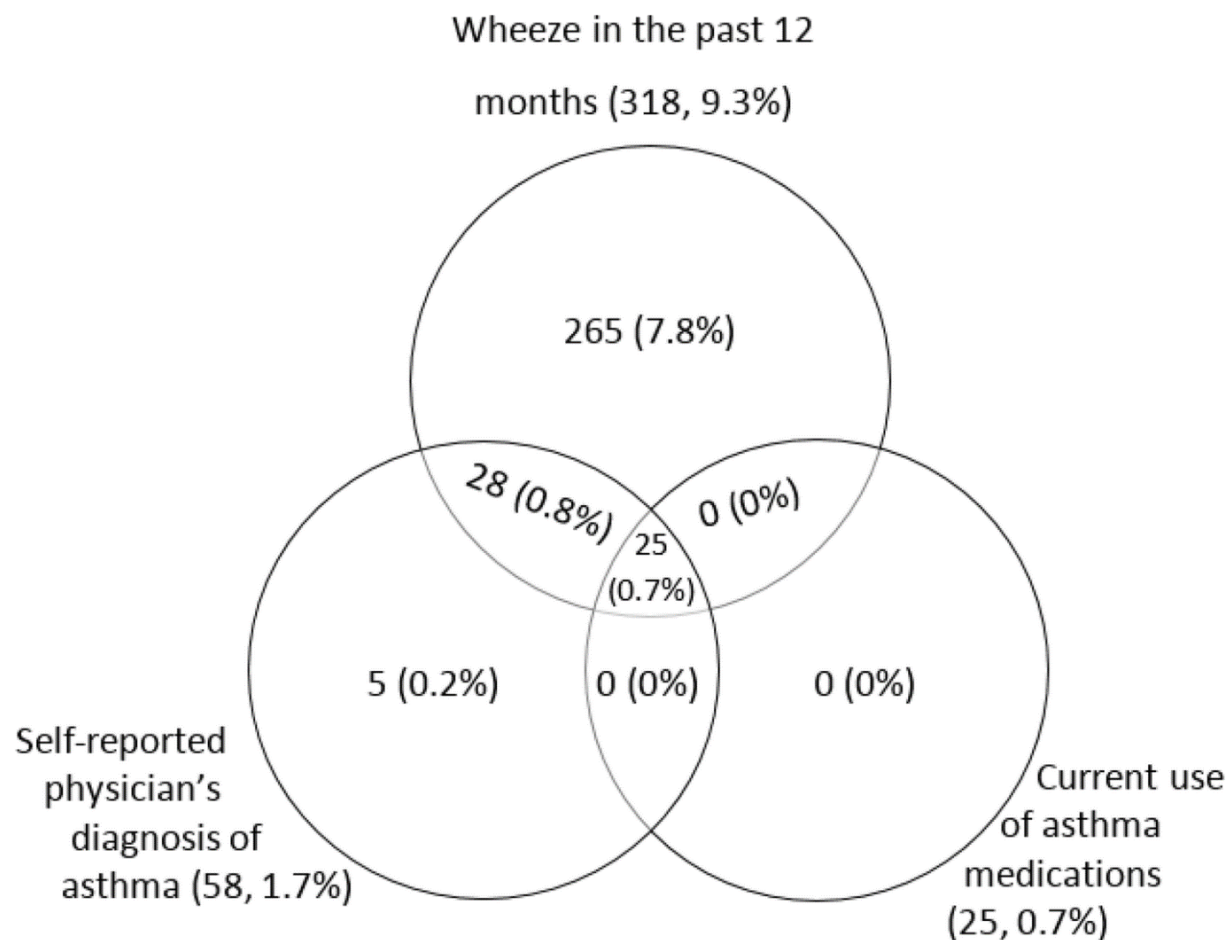 Wheeze in the past 12
months (318, 9.3%)
265 (7.8%)
28 (0.8%)
0 (0%)
25
(0.7%)
5 (0.2%)
0 (0%)
0 (0%)
Self-reported
physician’s
diagnosis of
asthma (58, 1.7%)
Current use
of asthma
medications
(25, 0.7%)